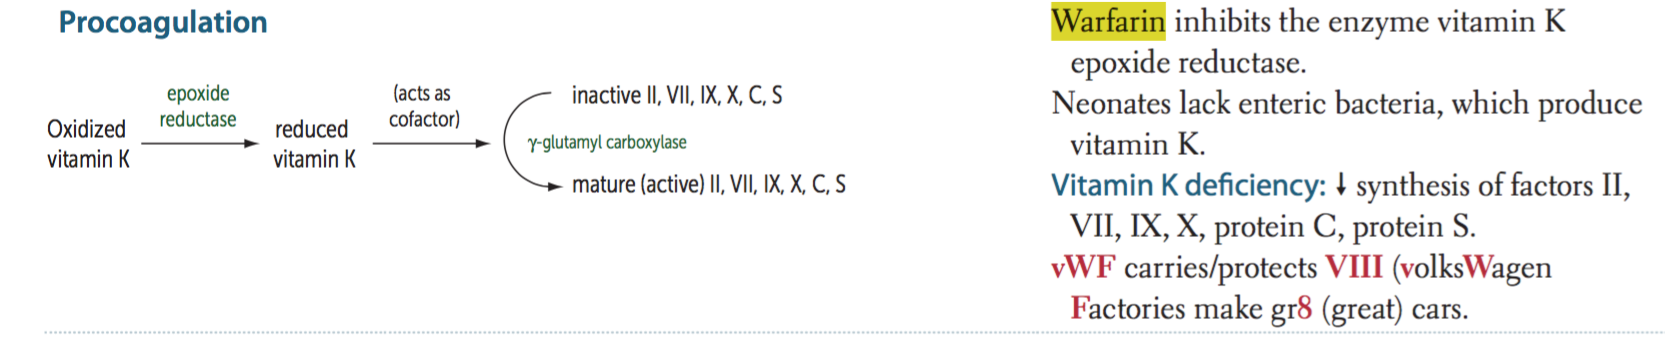 Procoagulation
Oxidized
vitamin K
epoxide
reductase
reduced
vitamin K
(acts as
cofactor)
inactive II, VII, IX, X, C, S
γ-glutamyl carboxylase
mature (active) II, VII, IX, X, C, S
Warfarin inhibits the enzyme vitamin K
epoxide reductase.
Neonates lack enteric bacteria, which produce
vitamin K.
Vitamin K deficiency: ↓ synthesis of factors II,
VII, IX, X, protein C, protein S.
vWF carries/protects VIII (volksWagen
Factories make gr8 (great) cars.